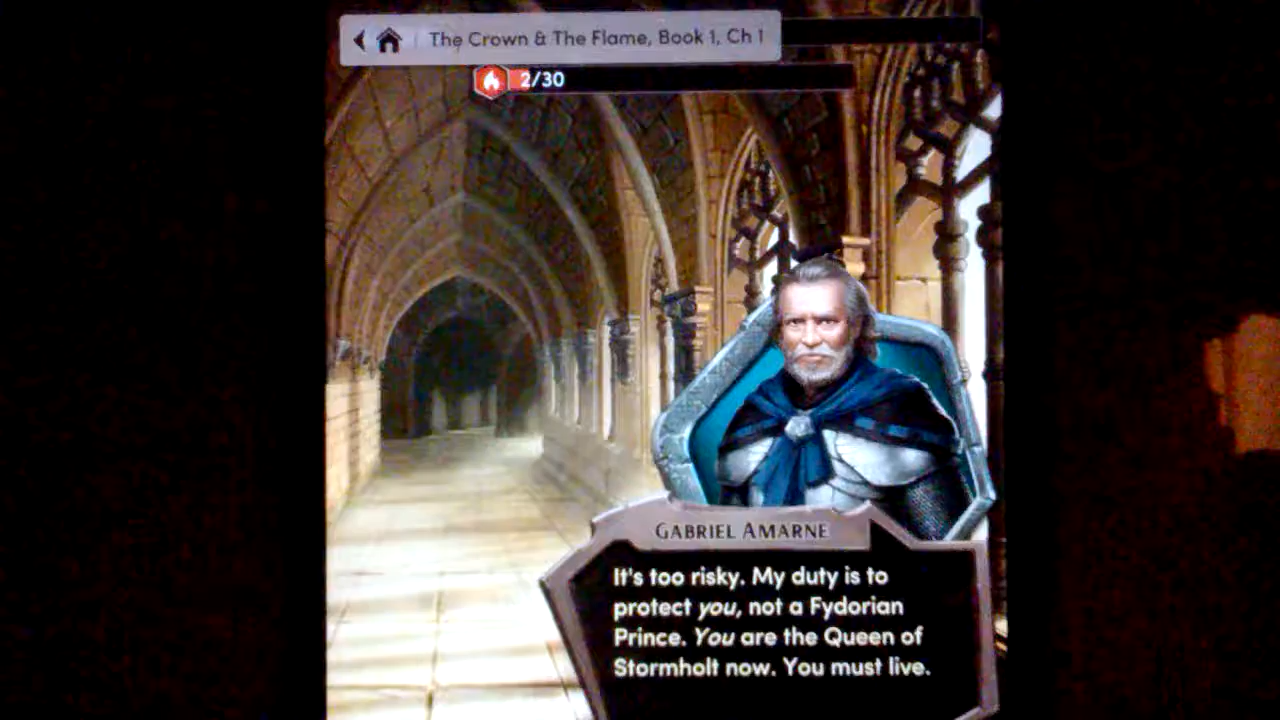 The Crown & The Flame, Book 1, Ch 1
2/30
GABRIEL AMARNE
It's too risky. My duty is to
protect you, not a Fydorian
Prince. You are the Queen of
Stormholt now. You must live.